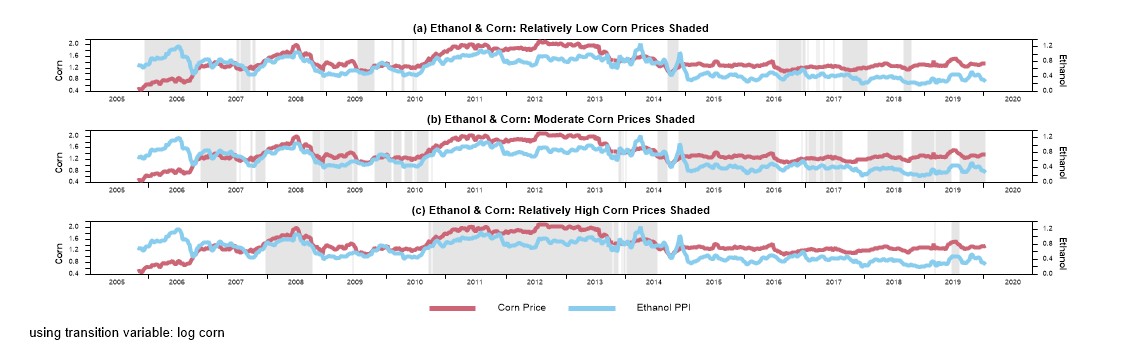 (a) Ethanol & Corn: Relatively Low Corn Prices Shaded
Corn
2.0
1.6
1.2
0.8
0.4
1.2
0.8
0.4
0.0
Ethanol
2005 2006 2007 2008 2009 2010 2011 2012 2013 2014 2015 2016 2017 2018 2019 2020
(b) Ethanol & Corn: Moderate Corn Prices Shaded
Corn
2.0
1.6
1.2
0.8
0.4
1.2
0.8
0.4
0.0
Ethanol
2005 2006 2007 2008 2009 2010 2011 2012 2013 2014 2015 2016 2017 2018 2019 2020
(c) Ethanol & Corn: Relatively High Corn Prices Shaded
Corn
2.0
1.6
1.2
0.8
0.4
1.2
0.8
0.4
0.0
Ethanol
2005 2006 2007 2008 2009 2010 2011 2012 2013 2014 2015 2016 2017 2018 2019 2020
Corn Price Ethanol PPI
using transition variable: log corn